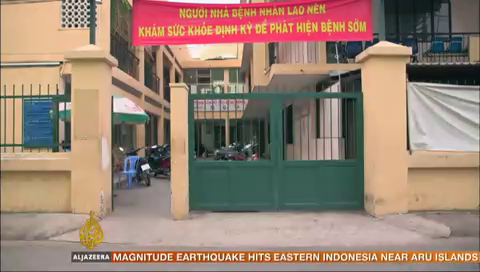 NGƯỜI NHÀ BỆNH NHÂN LAO NÊN
KHÁM SỨC KHỎE ĐỊNH KỲ ĐỂ PHÁT HIỆN BỆNH SỚM
ALJAZEERA
MAGNITUDE EARTHQUAKE HITS EASTERN INDONESIA NEAR ARU ISLANDS